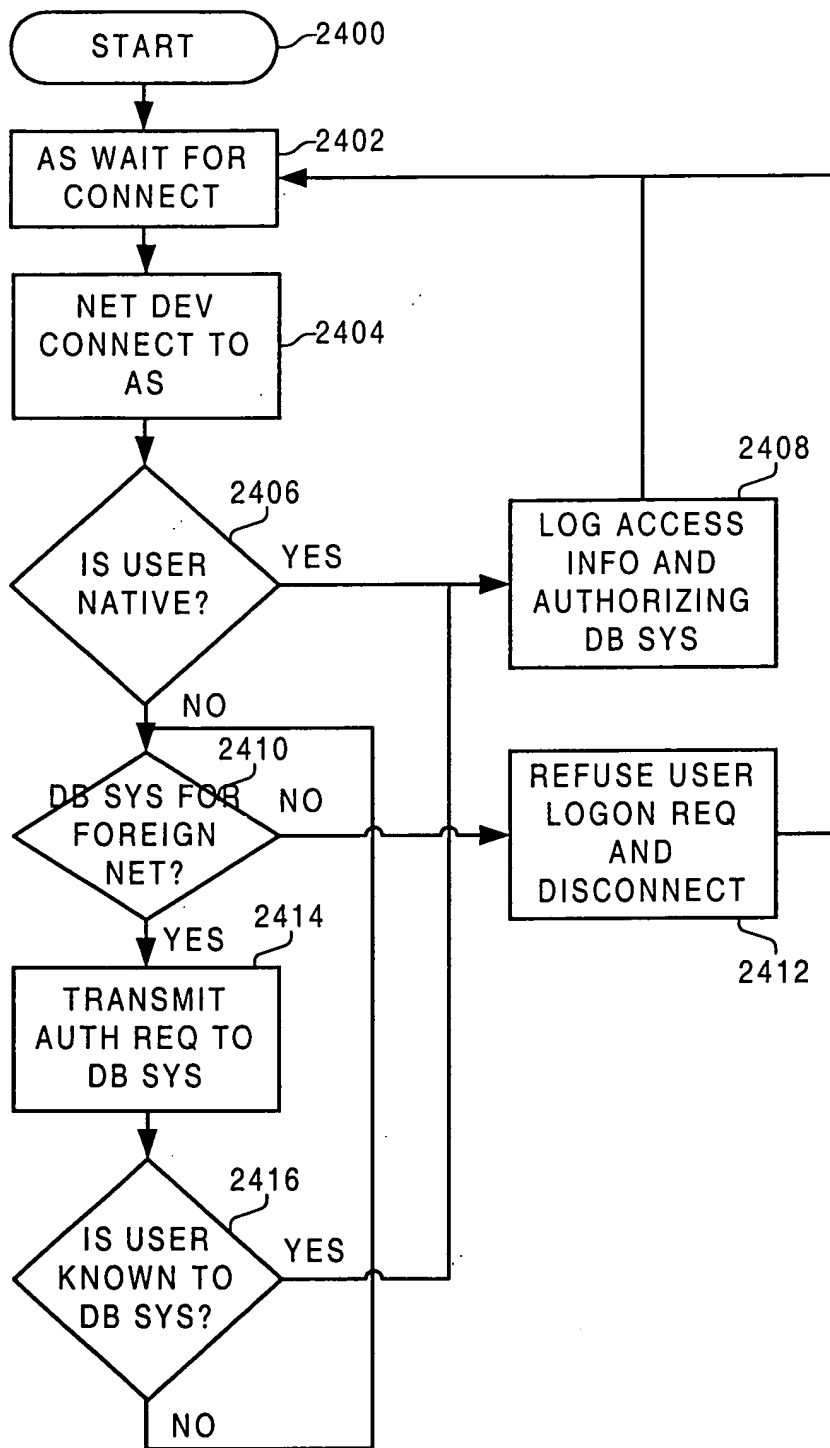 START
2400
AS WAIT FOR
CONNECT
2402
NET DEV
CONNECT TO
AS
2404
IS USER
NATIVE?
2406
YES
NO
LOG ACCESS
INFO AND
AUTHORIZING
DB SYS
2408
DB SYS FOR
FOREIGN
NET?
2410
NO
YES
REFUSE USER
LOGON REQ
AND
DISCONNECT
2412
TRANSMIT
AUTH REQ TO
DB SYS
2414
IS USER
KNOWN TO
DB SYS?
2416
YES
NO